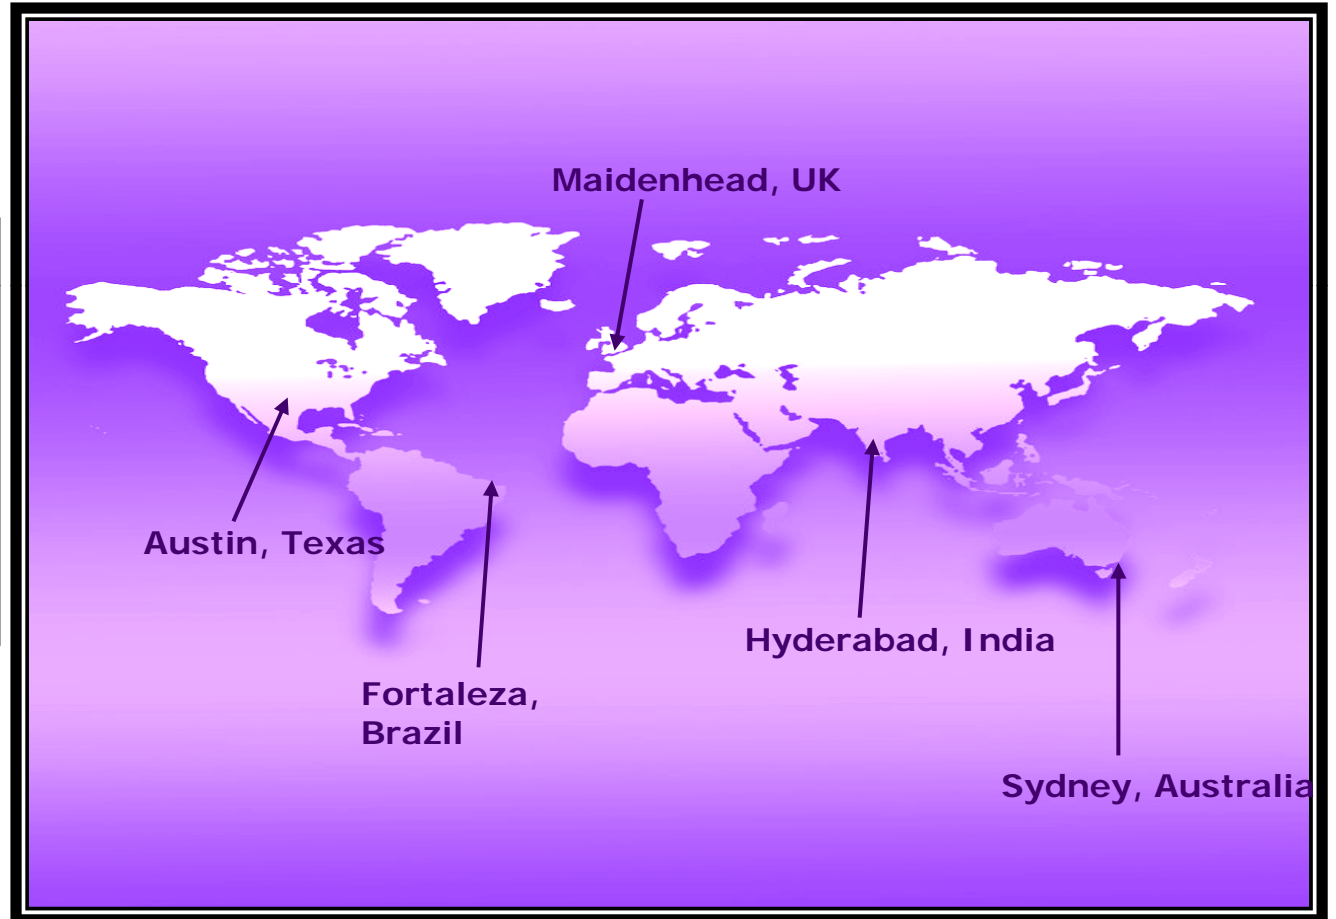 Maidenhead, UK
Austin, Texas
Hyderabad, India
Fortaleza,
Brazil
Sydney, Australia